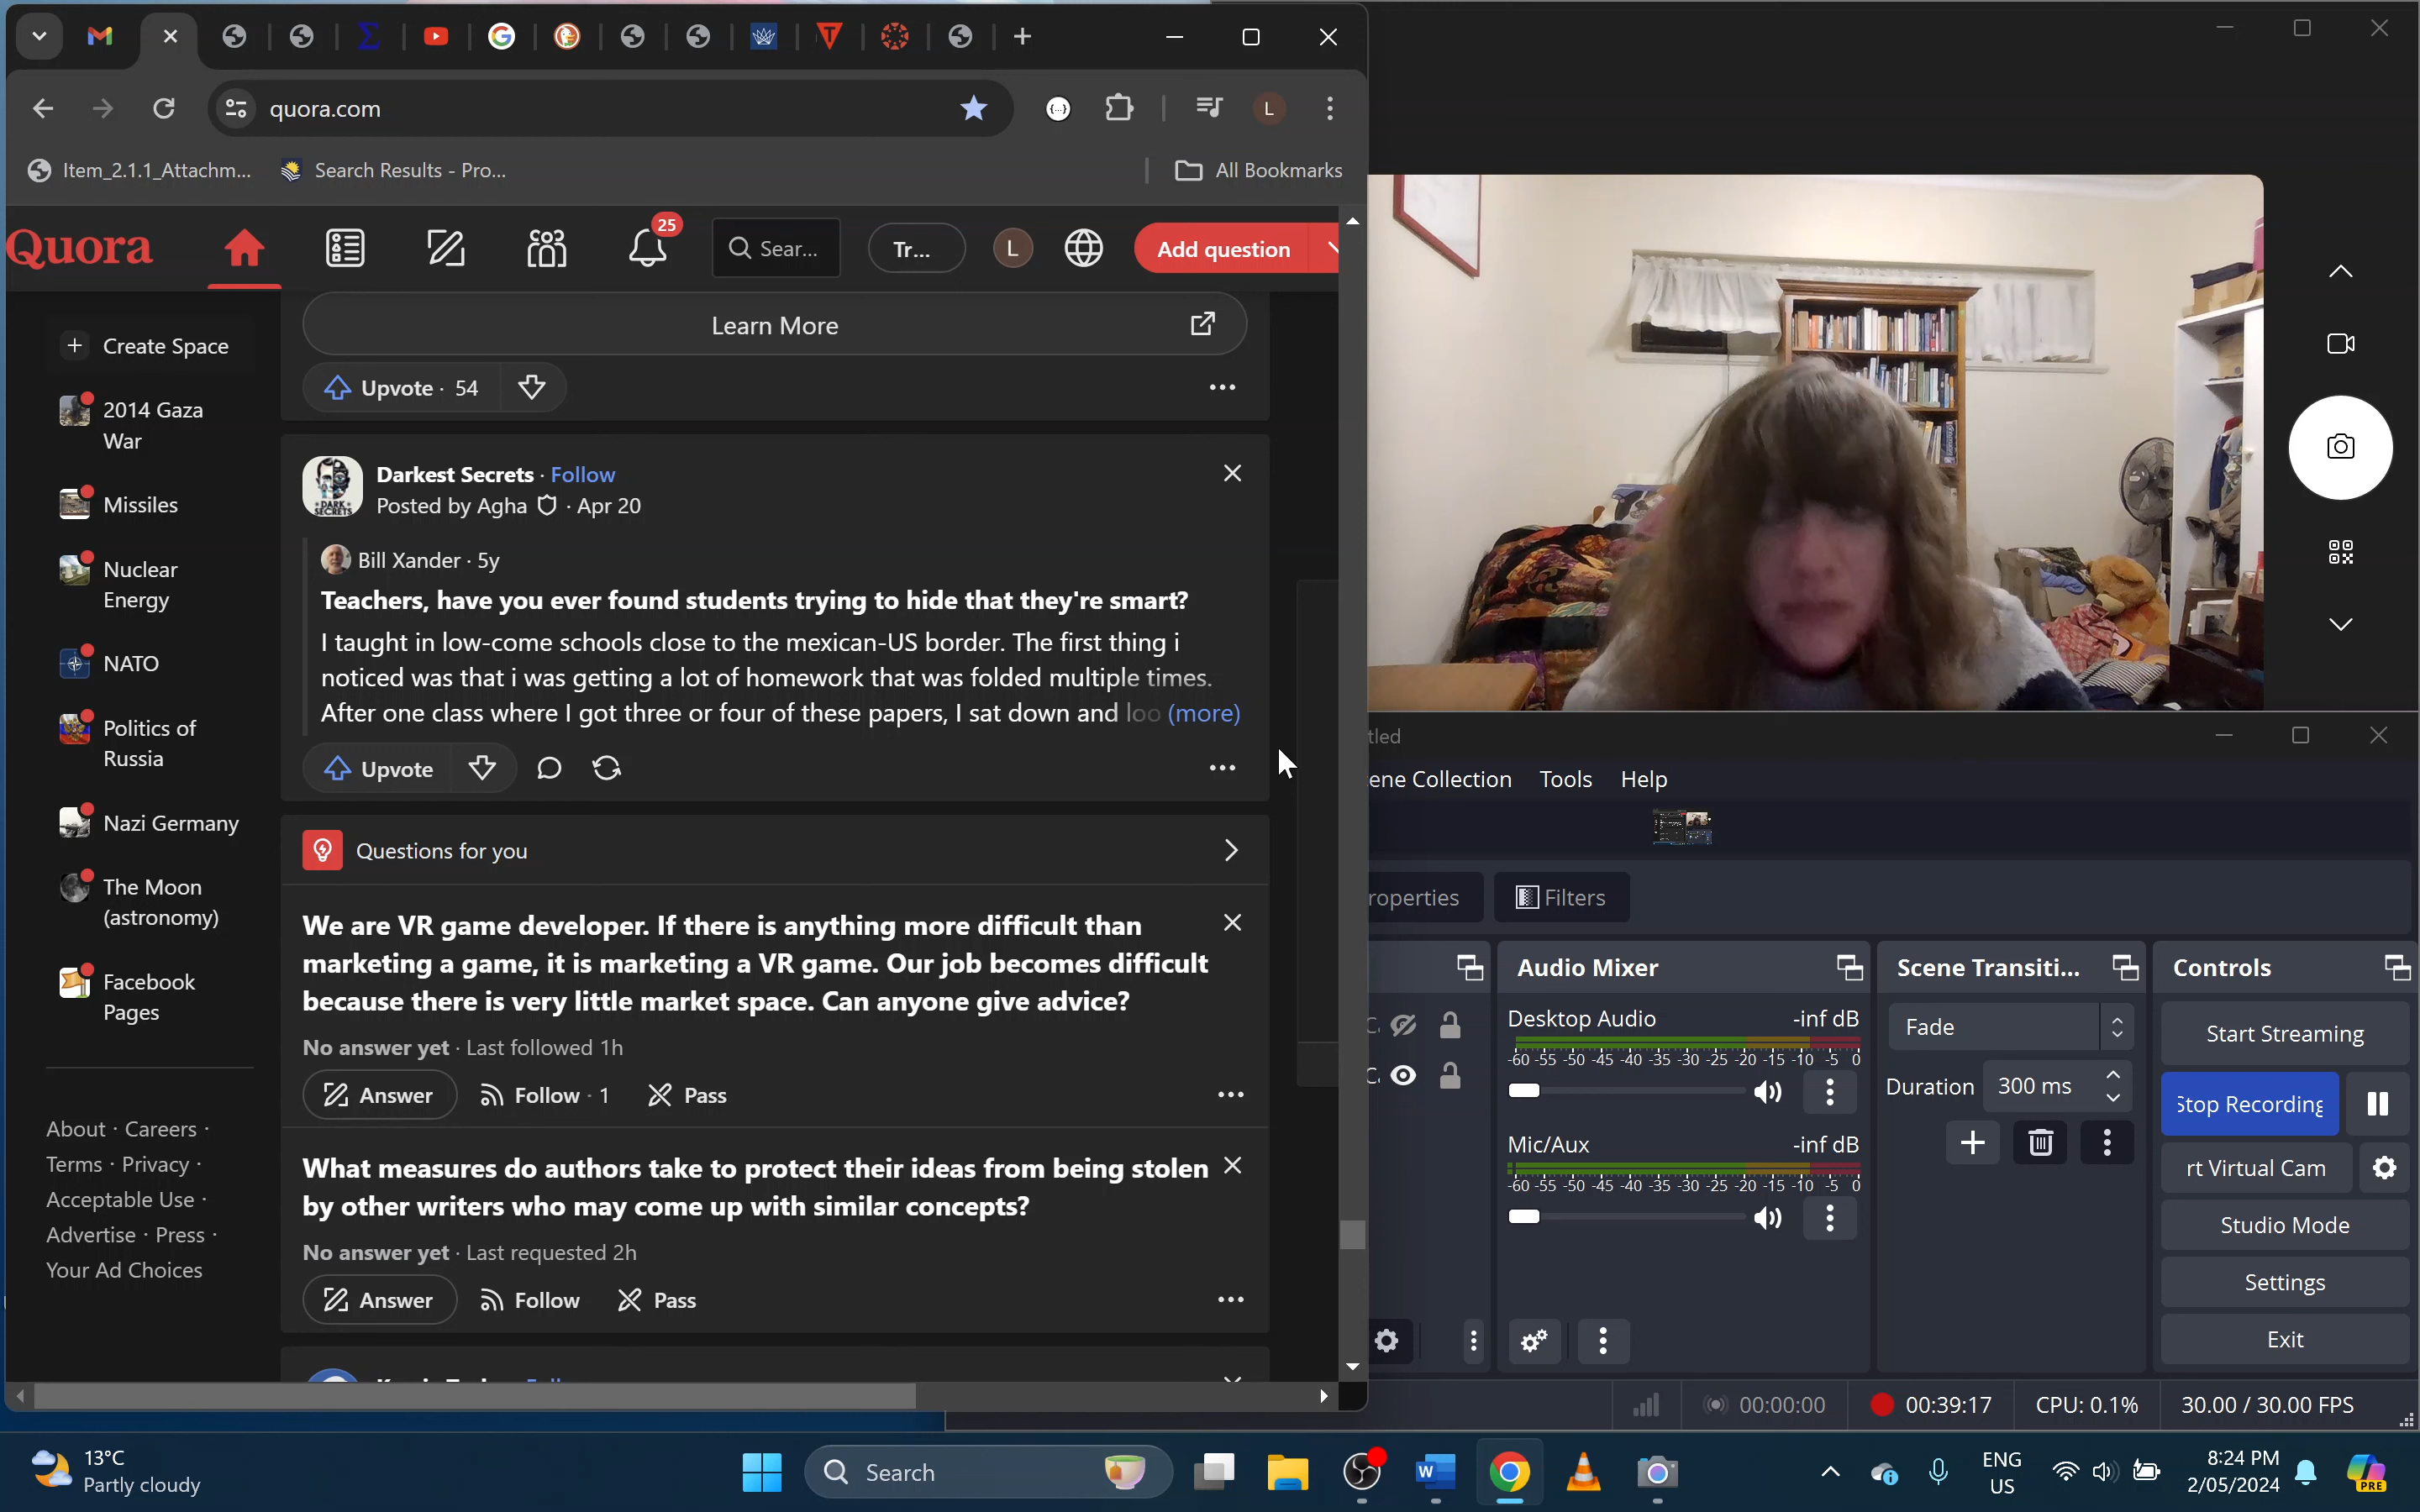 quora.com
Item_2.1.1_Attachm...
Search Results - Pro...
All Bookmarks
Quora
25
Sear...
Tr...
L
Add question
Create Space
2014 Gaza
War
Missiles
Nuclear
Energy
NATO
Politics of
Russia
Nazi Germany
The Moon
(astronomy)
Facebook
Pages
About · Careers ·
Terms · Privacy ·
Acceptable Use ·
Advertise · Press ·
Your Ad Choices
Learn More
Upvote · 54
Darkest Secrets · Follow
Posted by Agha · Apr 20
Bill Xander · 5y
Teachers, have you ever found students trying to hide that they're smart?
I taught in low-come schools close to the mexican-US border. The first thing i
noticed was that i was getting a lot of homework that was folded multiple times.
After one class where I got three or four of these papers, I sat down and loo (more)
Upvote
Questions for you
We are VR game developer. If there is anything more difficult than
marketing a game, it is marketing a VR game. Our job becomes difficult
because there is very little market space. Can anyone give advice?
No answer yet · Last followed 1h
Answer
Follow · 1
Pass
What measures do authors take to protect their ideas from being stolen
by other writers who may come up with similar concepts?
No answer yet · Last requested 2h
Answer
Follow
Pass
tled
ene Collection
Tools
Help
roperties
Filters
Audio Mixer
Desktop Audio
-inf dB
-60 -55 -50 -45 -40 -35 -30 -25 -20 -15 -10 -5 0
Mic/Aux
-inf dB
-60 -55 -50 -45 -40 -35 -30 -25 -20 -15 -10 -5 0
Scene Transiti...
Fade
Duration
300 ms
Controls
Start Streaming
Stop Recording
rt Virtual Cam
Studio Mode
Settings
Exit
00:00:00
00:39:17
CPU: 0.1%
30.00 / 30.00 FPS
13°C
Partly cloudy
Search
ENG
US
8:24 PM
2/05/2024
PRE